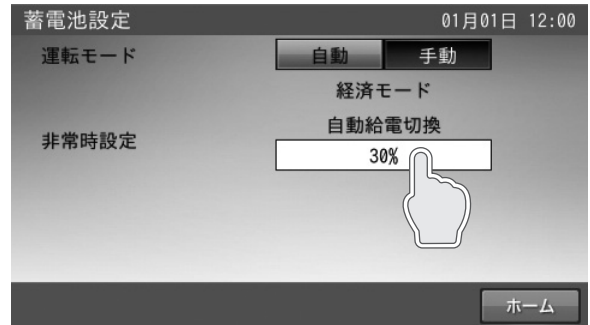 蓄電池設定 01月01日 12:00
運転モード 自動 手動
経済モード
非常時設定 自動給電切換
30%
ホーム